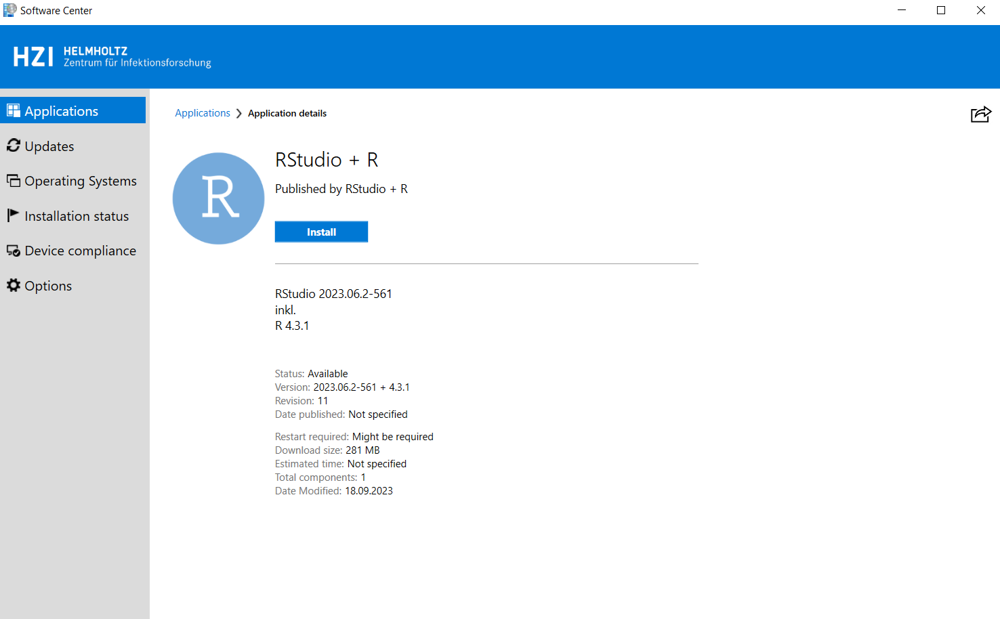 Software Center
HZI HELMHOLTZ
Zentrum für Infektionsforschung
Applications
Updates
Operating Systems
Installation status
Device compliance
Options
Applications
Application details
R
RStudio + R
Published by RStudio + R
Install
RStudio 2023.06.2-561
inkl.
R 4.3.1
Status: Available
Version: 2023.06.2-561 + 4.3.1
Revision: 11
Date published: Not specified
Restart required: Might be required
Download size: 281 MB
Estimated time: Not specified
Total components: 1
Date Modified: 18.09.2023